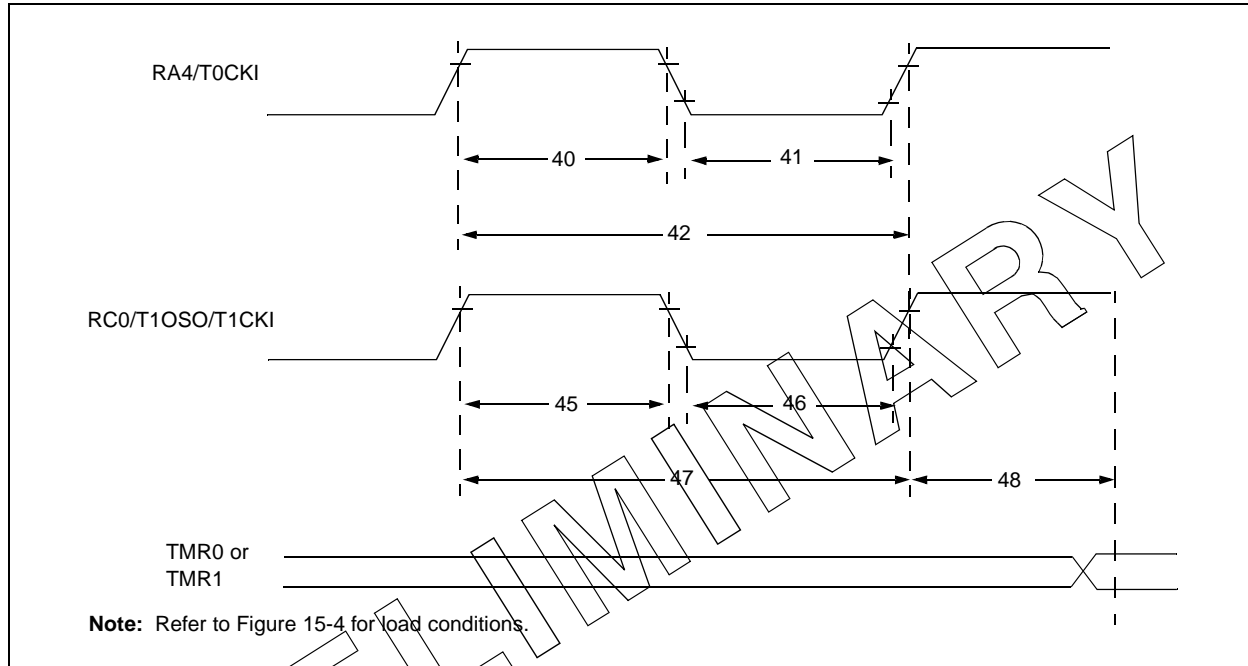 RA4/T0CKI
40
41
42
RC0/T1OSO/T1CKI
45
46
47
48
TMR0 or
TMR1
Note: Refer to Figure 15-4 for load conditions.
ELIMINARY